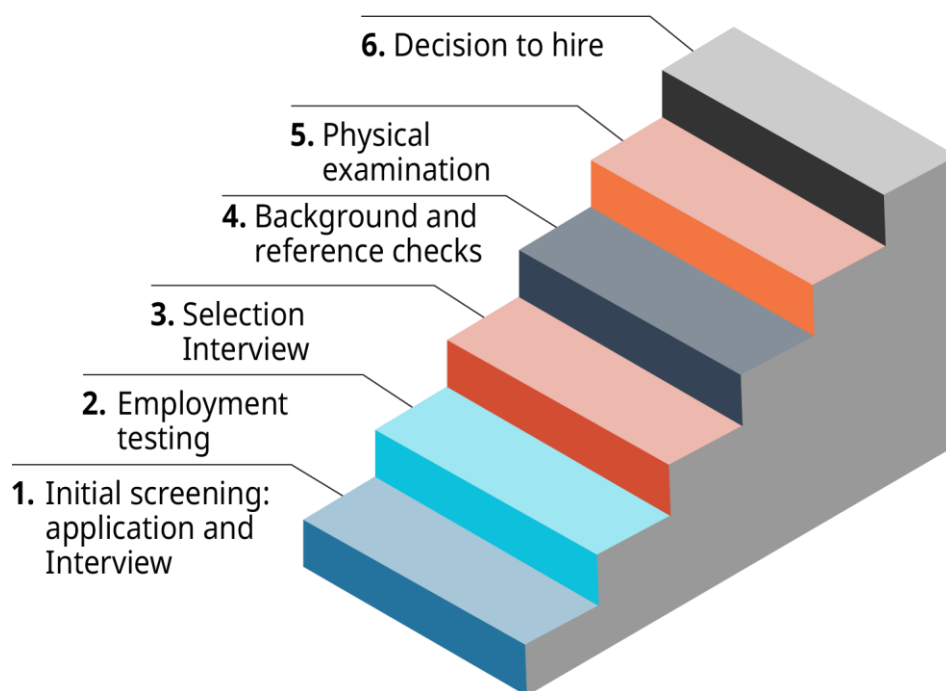 6. Decision to hire
5. Physical
examination
4. Background and
reference checks
3. Selection
Interview
2. Employment
testing
1. Initial screening:
application and
Interview